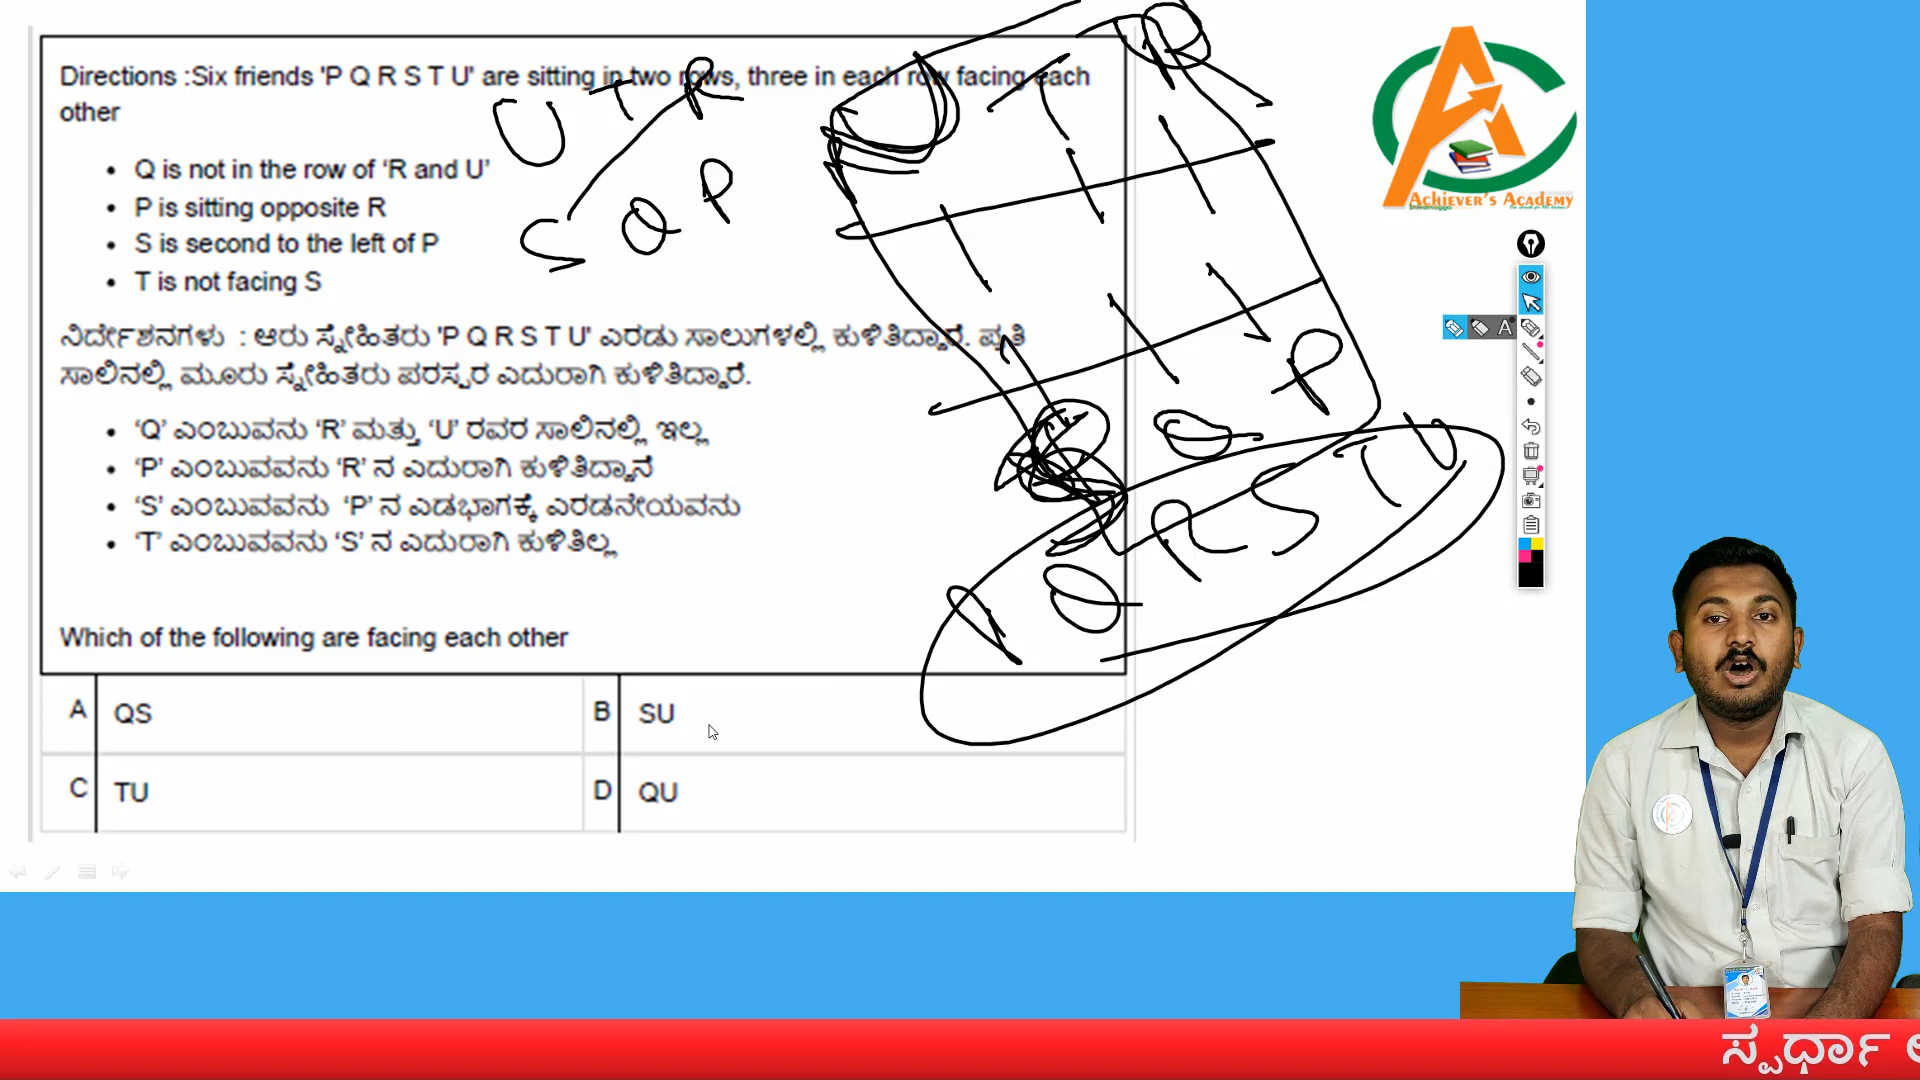 Directions :Six friends 'P Q R S T U' are sitting in two rows, three in each row facing each
other
• Q is not in the row of ‘R and U’
• P is sitting opposite R
• S is second to the left of P
• T is not facing S
U T R
S Q P
U T R
S Q P
ನಿರ್ದೇಶನಗಳು : ಆರು ಸ್ನೇಹಿತರು 'P Q R S T U' ಎರಡು ಸಾಲುಗಳಲ್ಲಿ ಕುಳಿತಿದ್ದಾರೆ. ಪ್ರತಿ
ಸಾಲಿನಲ್ಲಿ ಮೂರು ಸ್ನೇಹಿತರು ಪರಸ್ಪರ ಎದುರಾಗಿ ಕುಳಿತಿದ್ದಾರೆ.
• ‘Q’ ಎಂಬುವನು ‘R’ ಮತ್ತು ‘U’ ರವರ ಸಾಲಿನಲ್ಲಿ ಇಲ್ಲ
• ‘P’ ಎಂಬುವವನು ‘R’ ನ ಎದುರಾಗಿ ಕುಳಿತಿದ್ದಾನೆ
• ‘S’ ಎಂಬುವವನು ‘P’ ನ ಎಡಭಾಗಕ್ಕೆ ಎರಡನೇಯವನು
• ‘T’ ಎಂಬುವವನು ‘S’ ನ ಎದುರಾಗಿ ಕುಳಿತಿಲ್ಲ
P Q R S T U
Which of the following are facing each other
A QS
B SU
C TU
D QU
ACHIEVER'S ACADEMY
Shivamogga
A
ಸ್ಪರ್ಧಾ